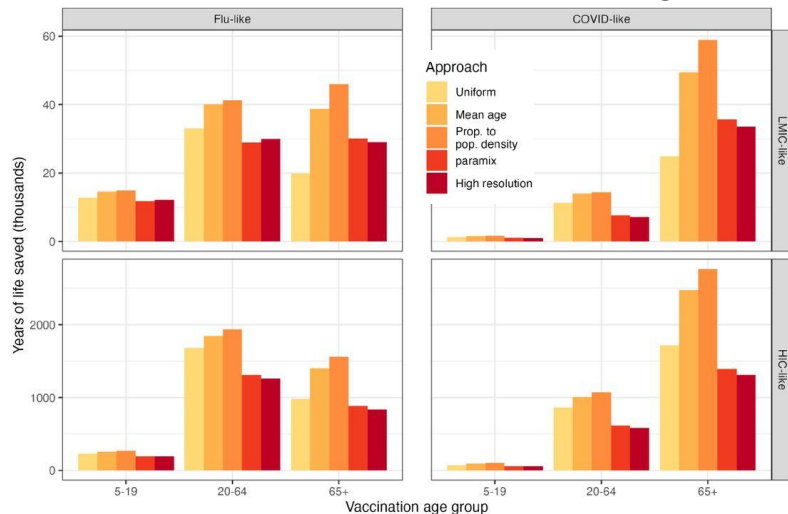 Flu-like
COVID-like
60
40
20
0
LMIC-like
Approach
Uniform
Mean age
Prop. to
pop. density
paramix
High resolution
Years of life saved (thousands)
2000
1000
0
HIC-like
5-19
20-64
65+
5-19
20-64
65+
Vaccination age group